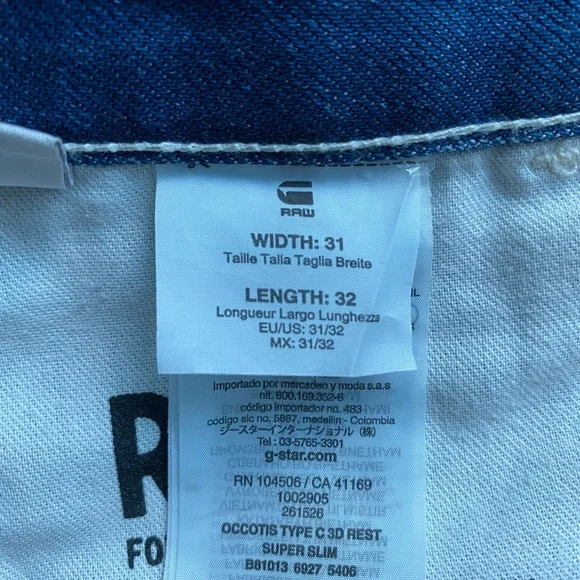 RAW
WIDTH: 31
Taille Talla Taglia Breite
LENGTH: 32
Longueur Largo Lunghezza
EU/US: 31/32
MX: 31/32
Importado por mercadeo y moda s.a.s
nit. 800.169.352-6
código importador no. 483
código sic no. 5867, medellin - Colombia
ジースターインターナショナル (株)
Tel : 03-5765-3301
g-star.com
RN 104506 / CA 41169
1002905
261526
OCCOTIS TYPE C 3D REST.
SUPER SLIM
B81013 6927 5406
R
FO